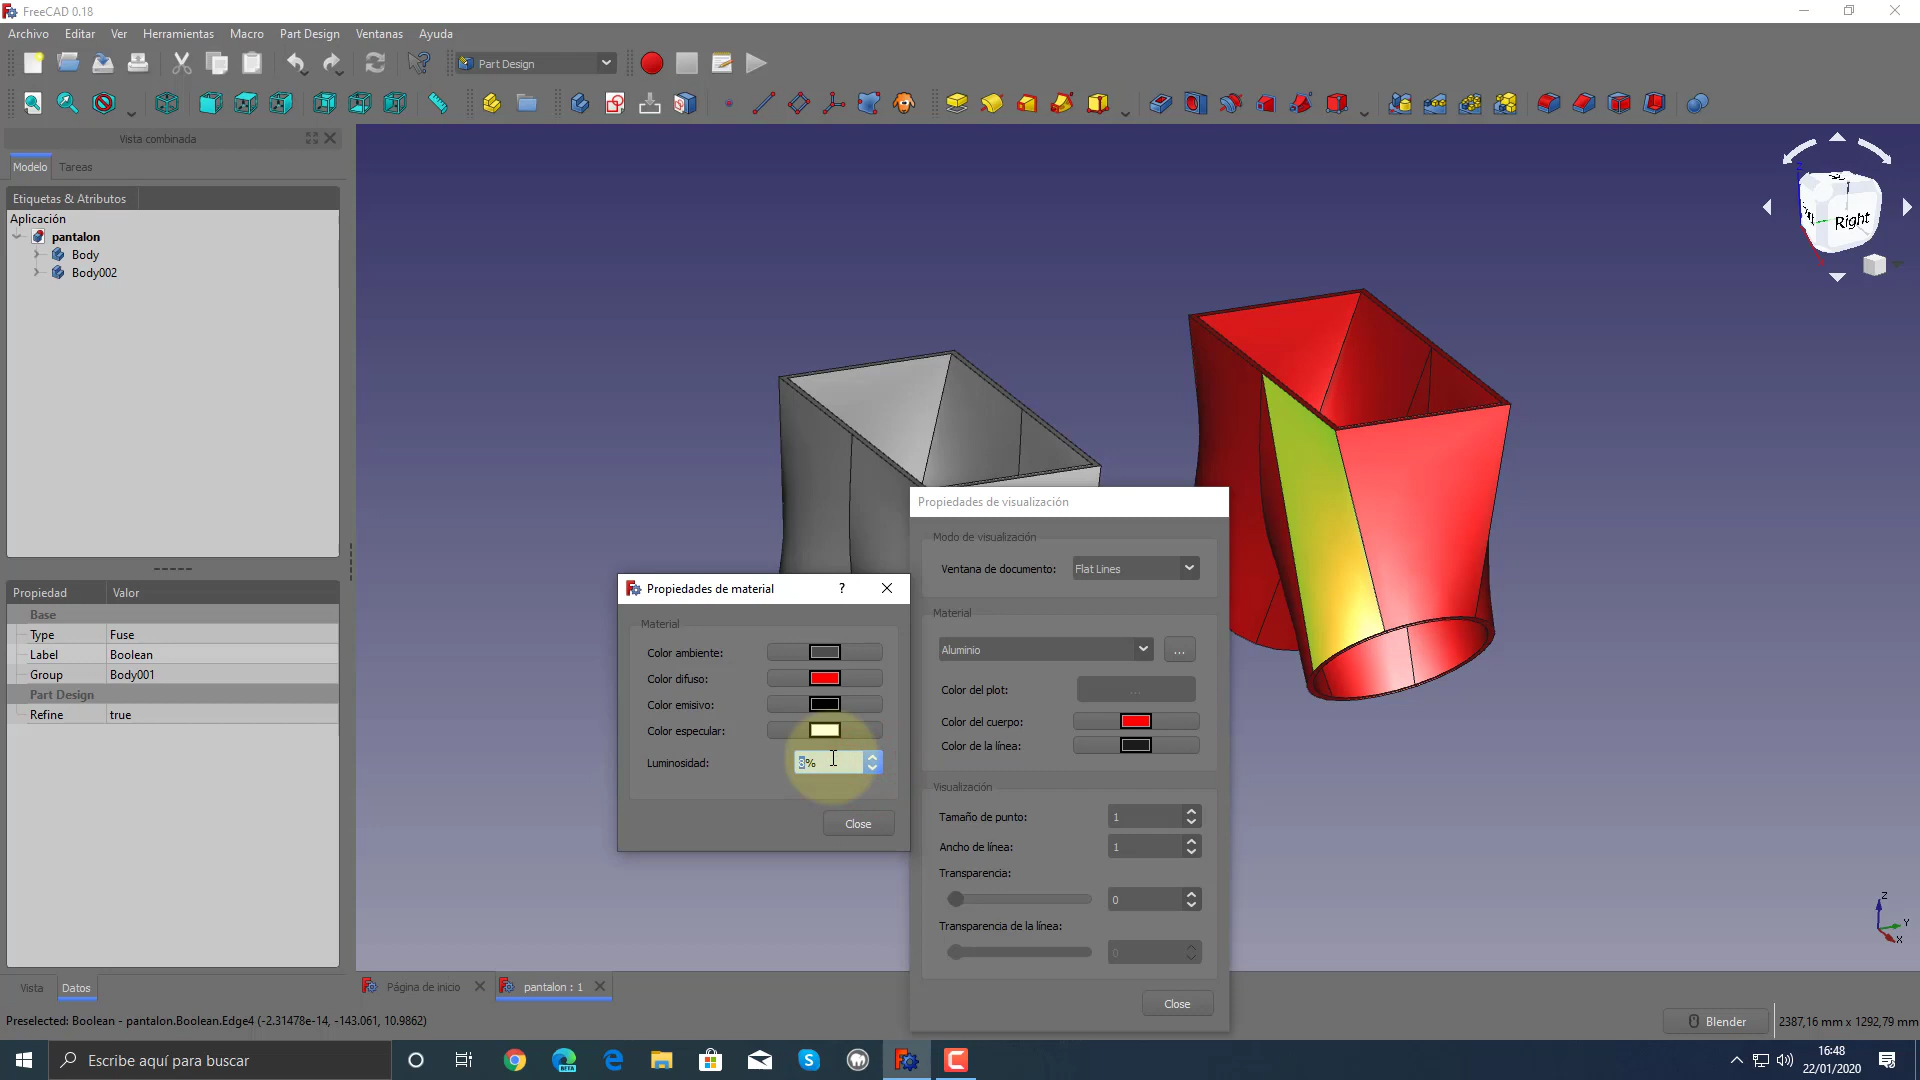 FreeCAD 0.18
Archivo Editar Ver Herramientas Macro Part Design Ventanas Ayuda
Part Design
Vista combinada
Modelo Tareas
Etiquetas & Atributos
Aplicación
pantalon
Body
Body002
Right
Propiedad Valor
Base
Type Fuse
Label Boolean
Group Body001
Part Design
Refine true
Vista Datos
Propiedades de visualización
Modo de visualización
Ventana de documento: Flat Lines
Material
Aluminio ...
Color del plot: ...
Color del cuerpo:
Color de la línea:
Visualización
Tamaño de punto: 1
Ancho de línea: 1
Transparencia:
0
Transparencia de la línea:
0
Close
Propiedades de material ?
Material
Color ambiente:
Color difuso:
Color emisivo:
Color especular:
Luminosidad: 8%
Close
Z
Y
X
Página de inicio pantalon : 1
Preselected: Boolean - pantalon.Boolean.Edge4 (-2.31478e-14, -143.061, 10.9862)
Blender 2387,16 mm x 1292,79 mm
Escribe aquí para buscar
BETA
16:48
22/01/2020